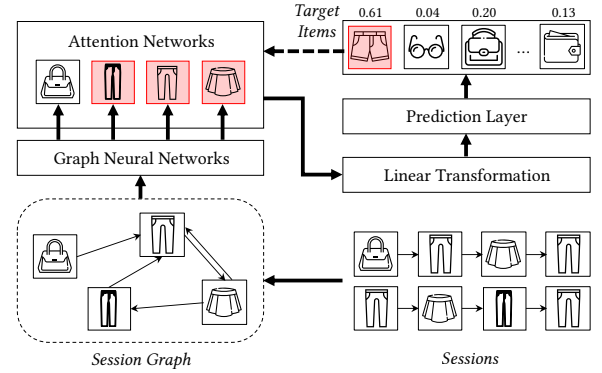 Target
Items
0.61 0.04 0.20 0.13
Attention Networks
...
Prediction Layer
Graph Neural Networks
Linear Transformation
Session Graph
Sessions